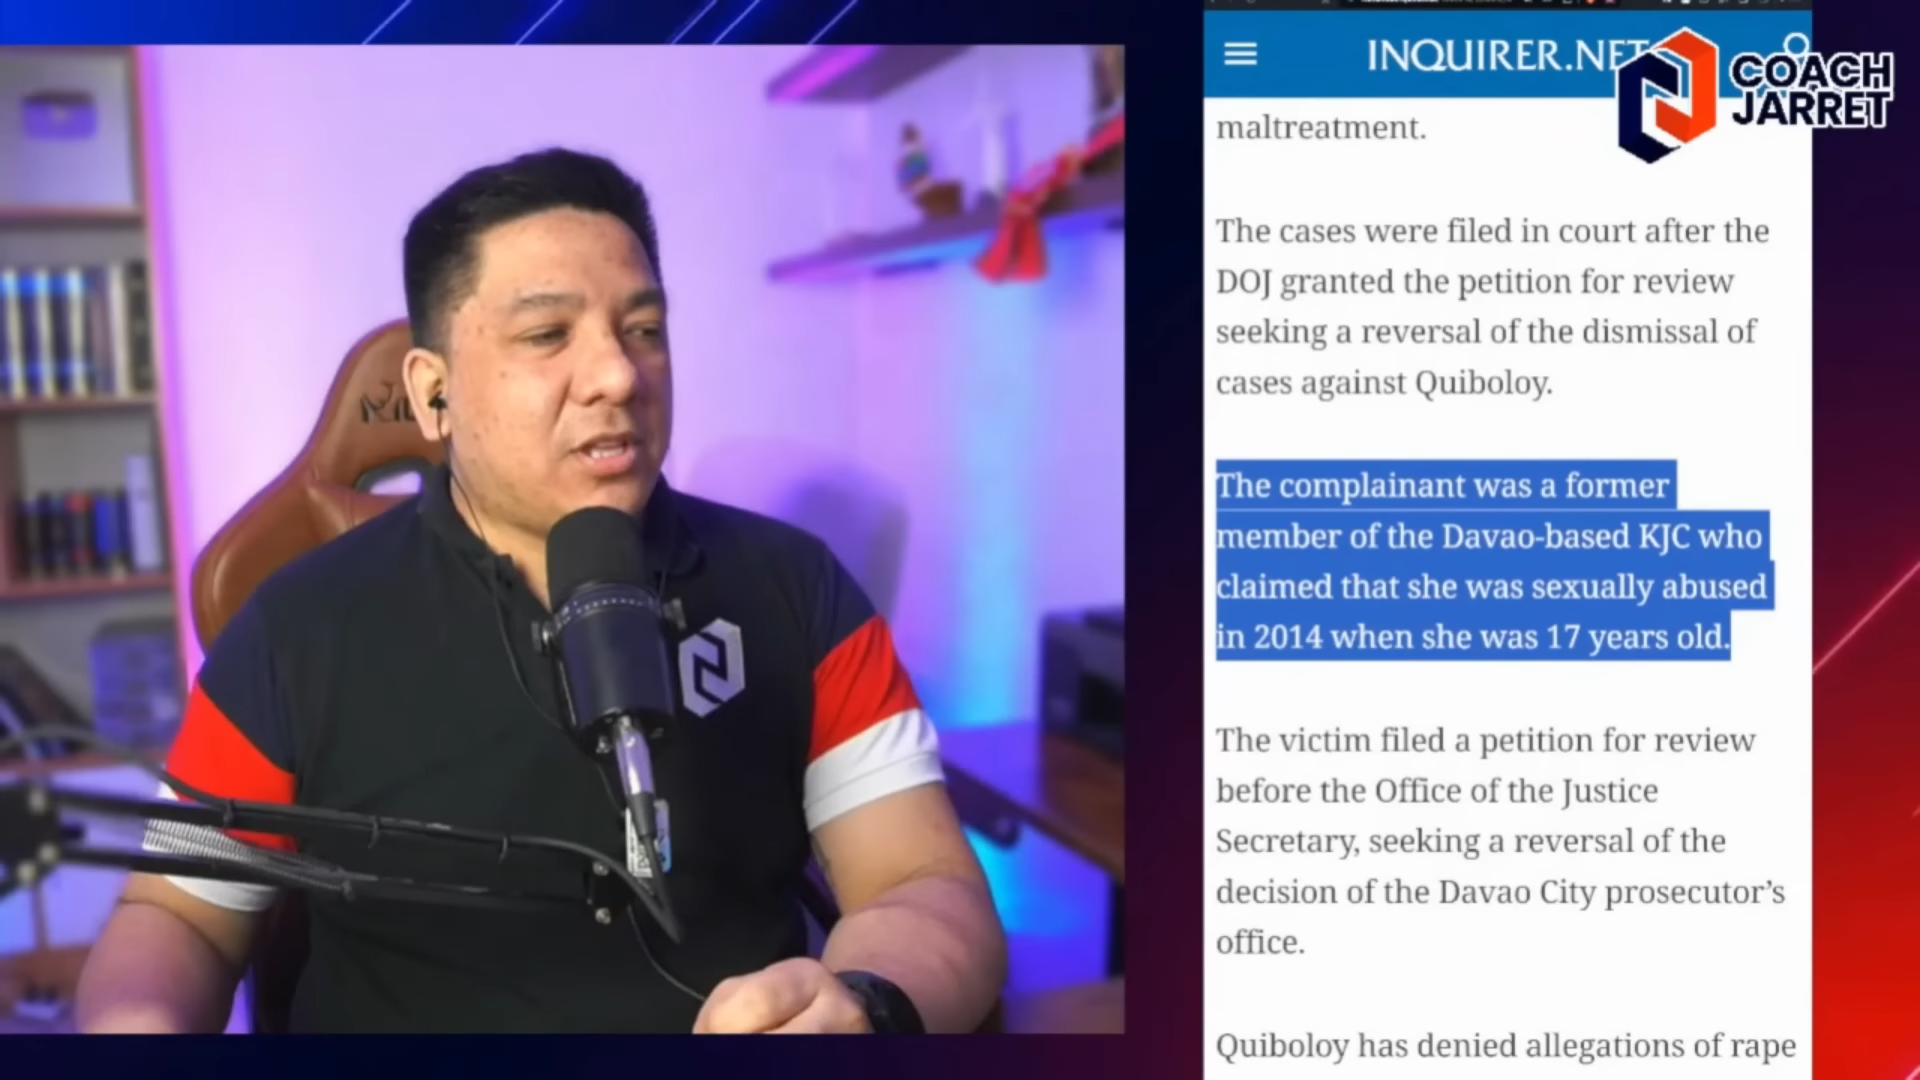 INQUIRER.NET
COACH
JARRET
maltreatment.
The cases were filed in court after the
DOJ granted the petition for review
seeking a reversal of the dismissal of
cases against Quiboloy.
The complainant was a former
member of the Davao-based KJC who
claimed that she was sexually abused
in 2014 when she was 17 years old.
The victim filed a petition for review
before the Office of the Justice
Secretary, seeking a reversal of the
decision of the Davao City prosecutor’s
office.
Quiboloy has denied allegations of rape